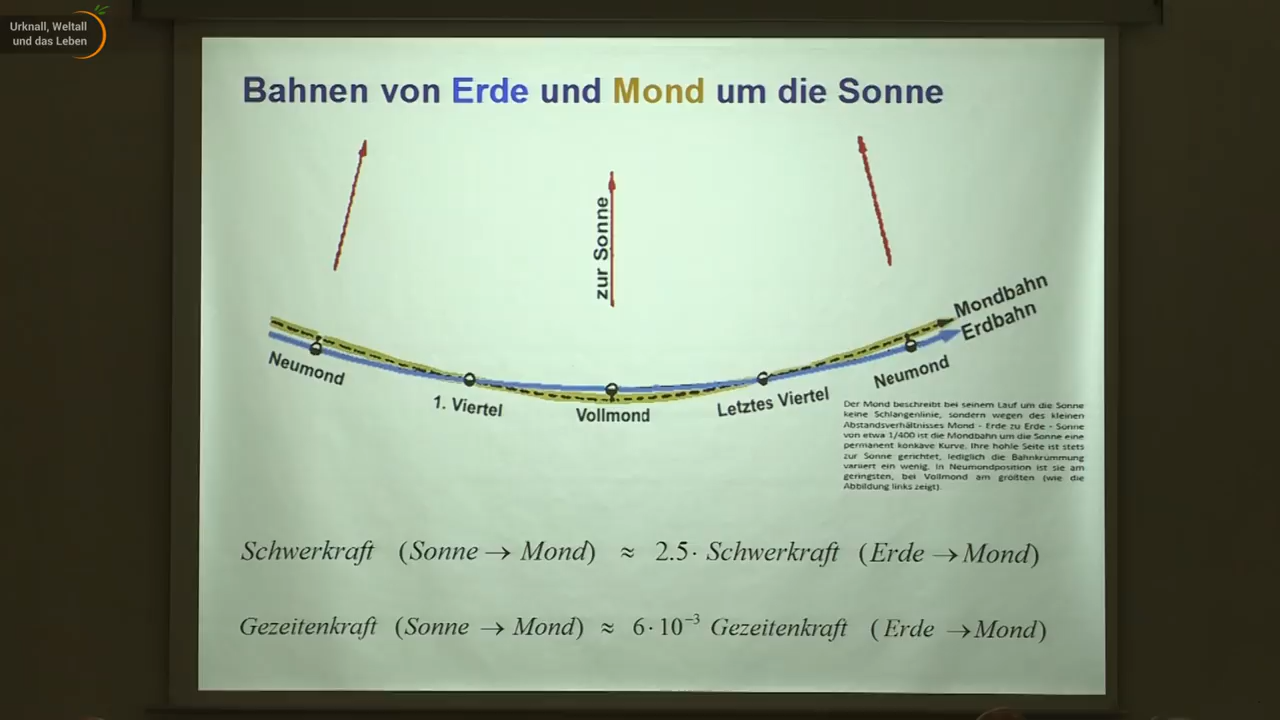 Urknall, Weltall
und das Leben
Bahnen von Erde und Mond um die Sonne
zur Sonne
Mondbahn
Erdbahn
Neumond
1. Viertel
Vollmond
Letztes Viertel
Neumond
Der Mond beschreibt bei seinem Lauf um die Sonne
keine Schlangenlinie, sondern wegen des kleinen
Abstandsverhältnisses Mond - Erde zu Erde - Sonne
von etwa 1/400 ist die Mondbahn um die Sonne eine
permanent konkave Kurve. Ihre hohle Seite ist stets
zur Sonne gerichtet, lediglich die Bahnkrümmung
variiert ein wenig. In Neumondposition ist sie am
geringsten, bei Vollmond am größten (wie die
Abbildung links zeigt).
Schwerkraft (Sonne → Mond) ≈ 2.5· Schwerkraft (Erde → Mond)
Gezeitenkraft (Sonne → Mond) ≈ 6·10⁻³ Gezeitenkraft (Erde → Mond)